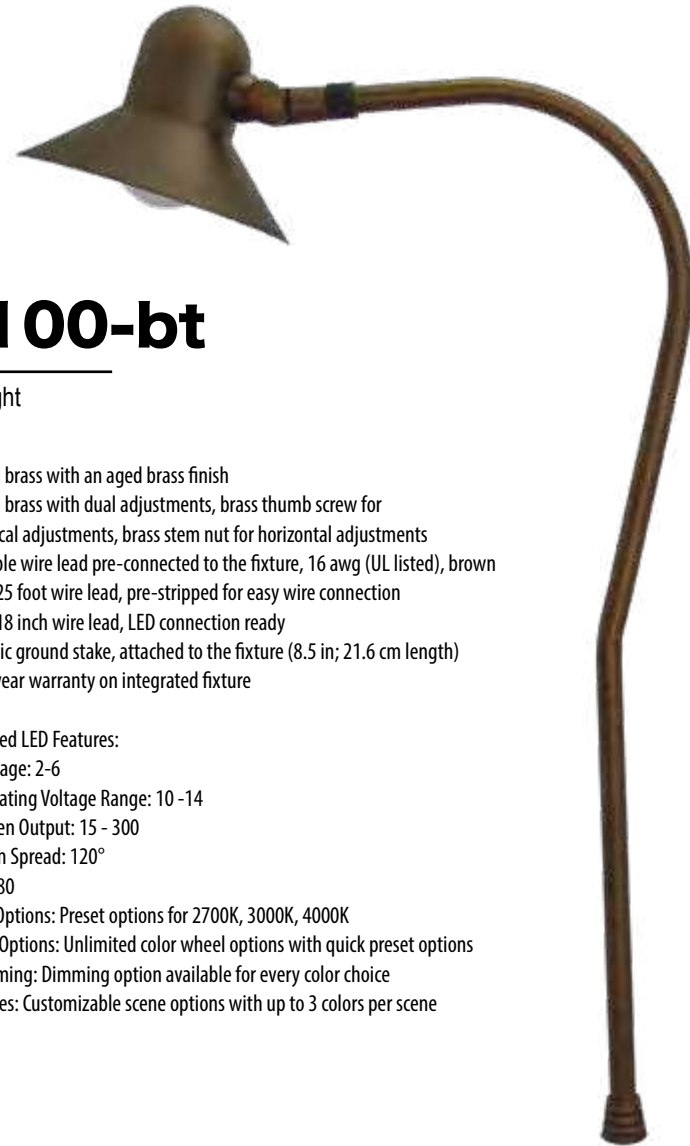 100-bt
ght
brass with an aged brass finish
brass with dual adjustments, brass thumb screw for
cal adjustments, brass stem nut for horizontal adjustments
ble wire lead pre-connected to the fixture, 16 awg (UL listed), brown
25 foot wire lead, pre-stripped for easy wire connection
18 inch wire lead, LED connection ready
ic ground stake, attached to the fixture (8.5 in; 21.6 cm length)
year warranty on integrated fixture
ed LED Features:
age: 2-6
ating Voltage Range: 10 -14
en Output: 15 - 300
n Spread: 120°
80
Options: Preset options for 2700K, 3000K, 4000K
Options: Unlimited color wheel options with quick preset options
ming: Dimming option available for every color choice
es: Customizable scene options with up to 3 colors per scene